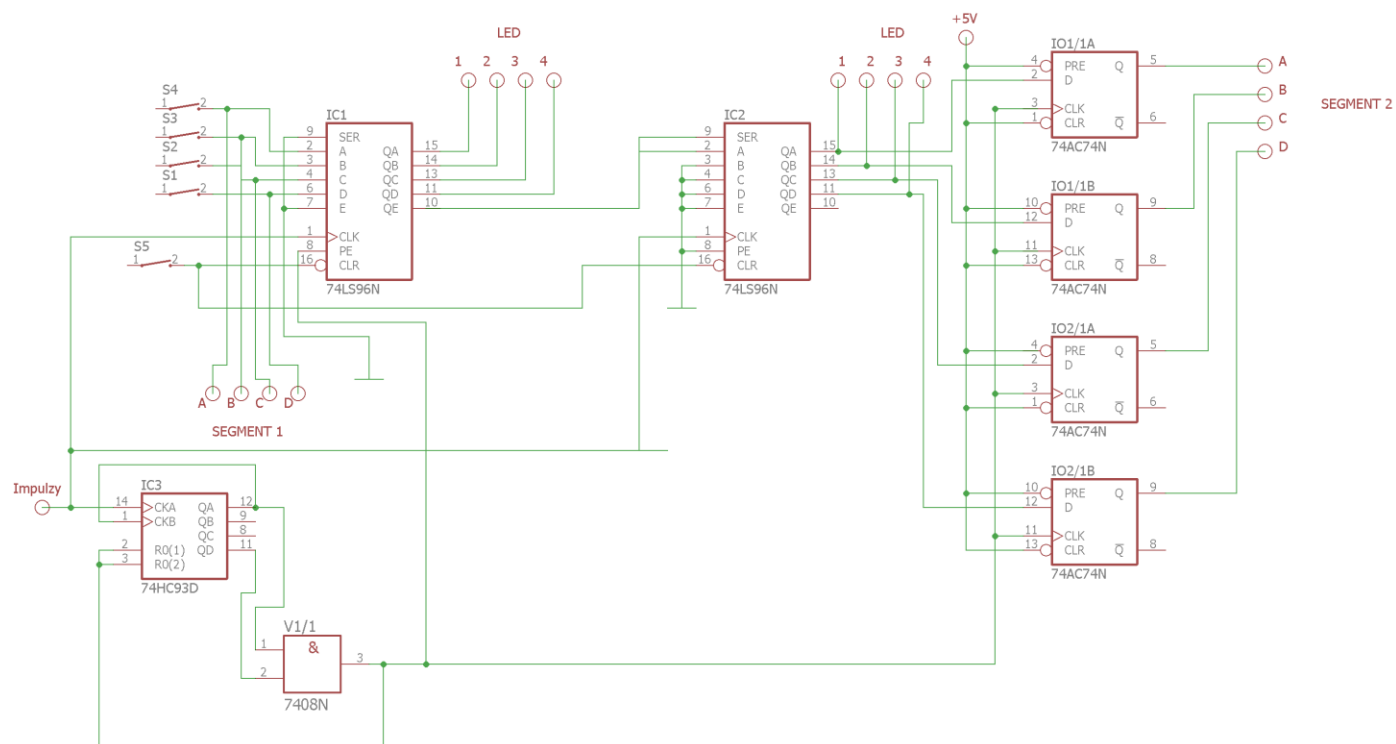 LED
1 2 3 4
S4
1 2
S3
1 2
S2
1 2
S1
1 2
S5
1 2
IC1
9 SER
2 A QA 15
3 B QB 14
4 C QC 13
6 D QD 11
7 E QE 10
1 CLK
8 PE
16 CLR
74LS96N
A B C D
SEGMENT 1
LED
1 2 3 4
IC2
9 SER
2 A QA 15
3 B QB 14
4 C QC 13
6 D QD 11
7 E QE 10
1 CLK
8 PE
16 CLR
74LS96N
+5V
IO1/1A
4 PRE Q 5
2 D
3 CLK
1 CLR Q 6
74AC74N
IO1/1B
10 PRE Q 9
12 D
11 CLK
13 CLR Q 8
74AC74N
IO2/1A
4 PRE Q 5
2 D
3 CLK
1 CLR Q 6
74AC74N
IO2/1B
10 PRE Q 9
12 D
11 CLK
13 CLR Q 8
74AC74N
A
B
C
D
SEGMENT 2
Impulzy
IC3
14 CKA QA 12
1 CKB QB 9
QC 8
2 R0(1) QD 11
3 R0(2)
74HC93D
V1/1
&
1
2
3
7408N